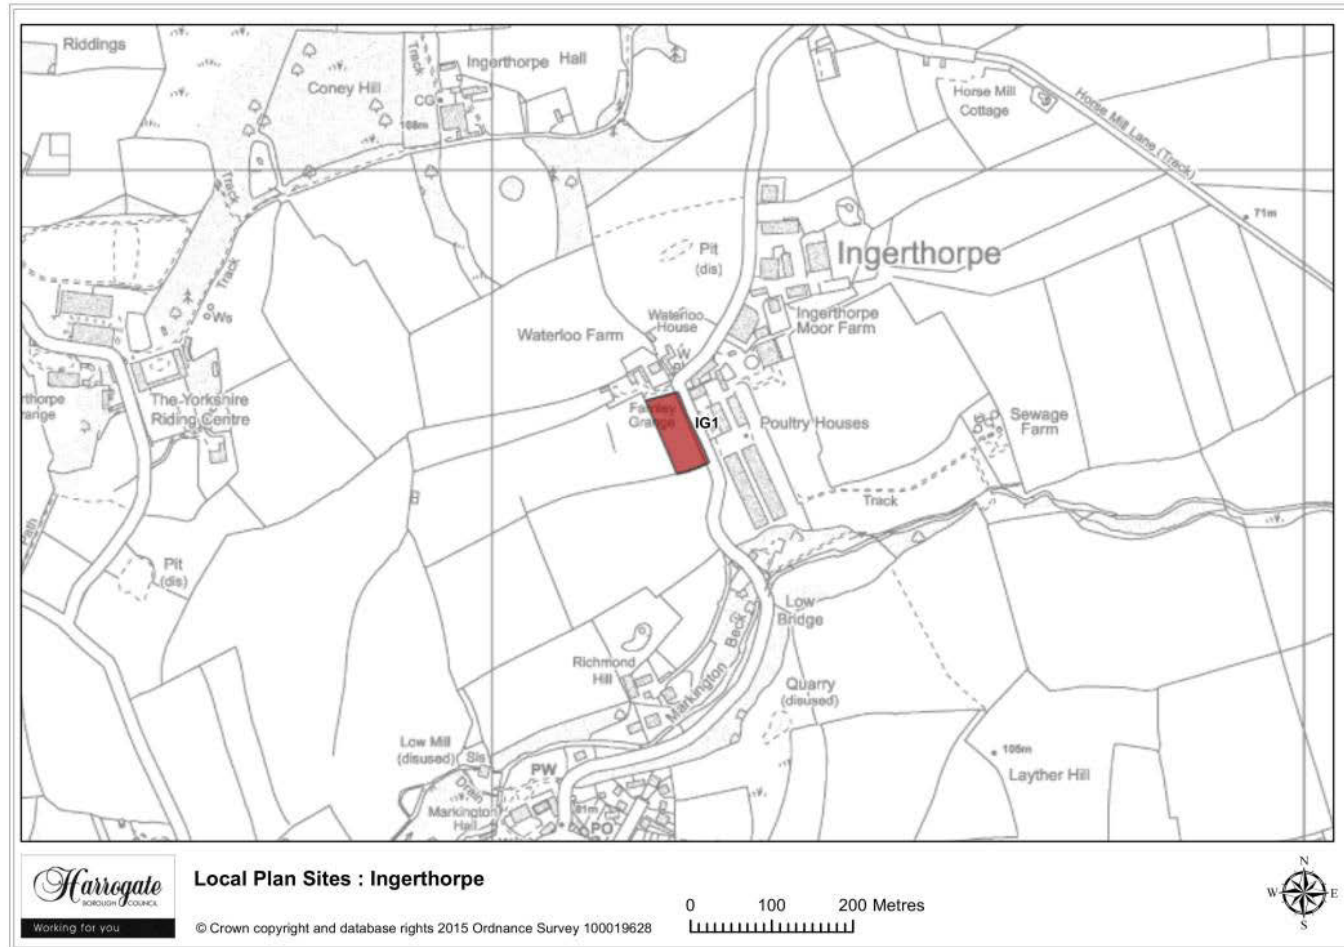 Riddings
Track
Ingerthorpe Hall
Coney Hill
CG
168m
Horse Mill
Cottage
Horse Mill Lane (Track)
Track
71m
Track
Pit
(dis)
Ingerthorpe
Ws
Waterloo
House
Ingerthorpe
Moor Farm
Waterloo Farm
W
The Yorkshire
Riding Centre
IG1
Poultry Houses
Sewage
Farm
Track
Path
Pit
(dis)
Low
Bridge
Richmond
Hill
Markington Beck
Quarry
(disused)
Low Mill
(disused)
Sls
Drain
PW
105m
Layther Hill
Markington
Hall
81m
PO
Harrogate
BOROUGH COUNCIL
Working for you
Local Plan Sites : Ingerthorpe
© Crown copyright and database rights 2015 Ordnance Survey 100019628
0 100 200 Metres
N
W E
S